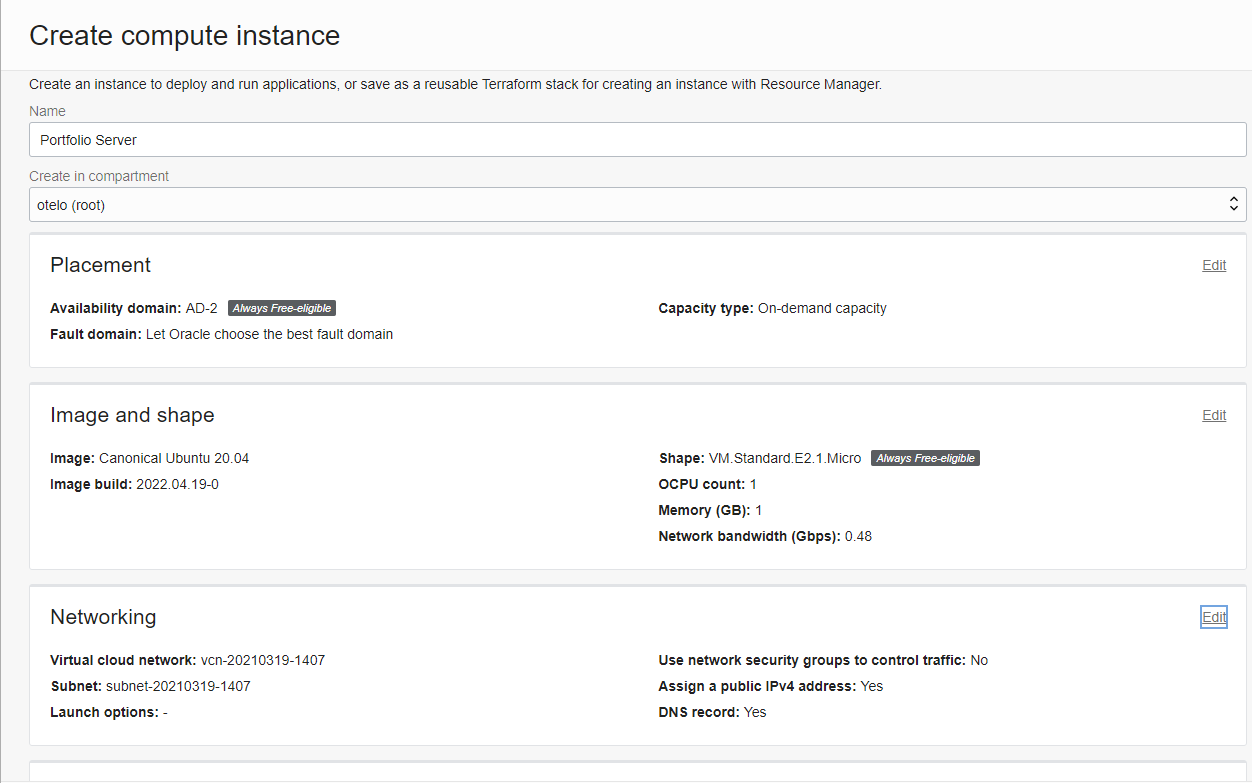 Create compute instance
Create an instance to deploy and run applications, or save as a reusable Terraform stack for creating an instance with Resource Manager.
Name
Portfolio Server
Create in compartment
otelo (root)
Placement
Edit
Availability domain: AD-2 Always Free-eligible
Capacity type: On-demand capacity
Fault domain: Let Oracle choose the best fault domain
Image and shape
Edit
Image: Canonical Ubuntu 20.04
Image build: 2022.04.19-0
Shape: VM.Standard.E2.1.Micro Always Free-eligible
OCPU count: 1
Memory (GB): 1
Network bandwidth (Gbps): 0.48
Networking
Edit
Virtual cloud network: vcn-20210319-1407
Subnet: subnet-20210319-1407
Launch options: -
Use network security groups to control traffic: No
Assign a public IPv4 address: Yes
DNS record: Yes